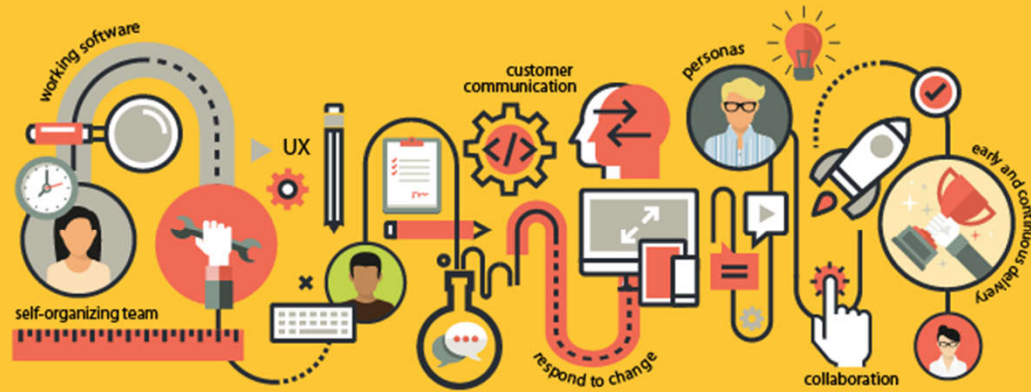 working software
self-organizing team
UX
customer
communication
</>
respond to change
personas
collaboration
early and continuous delivery